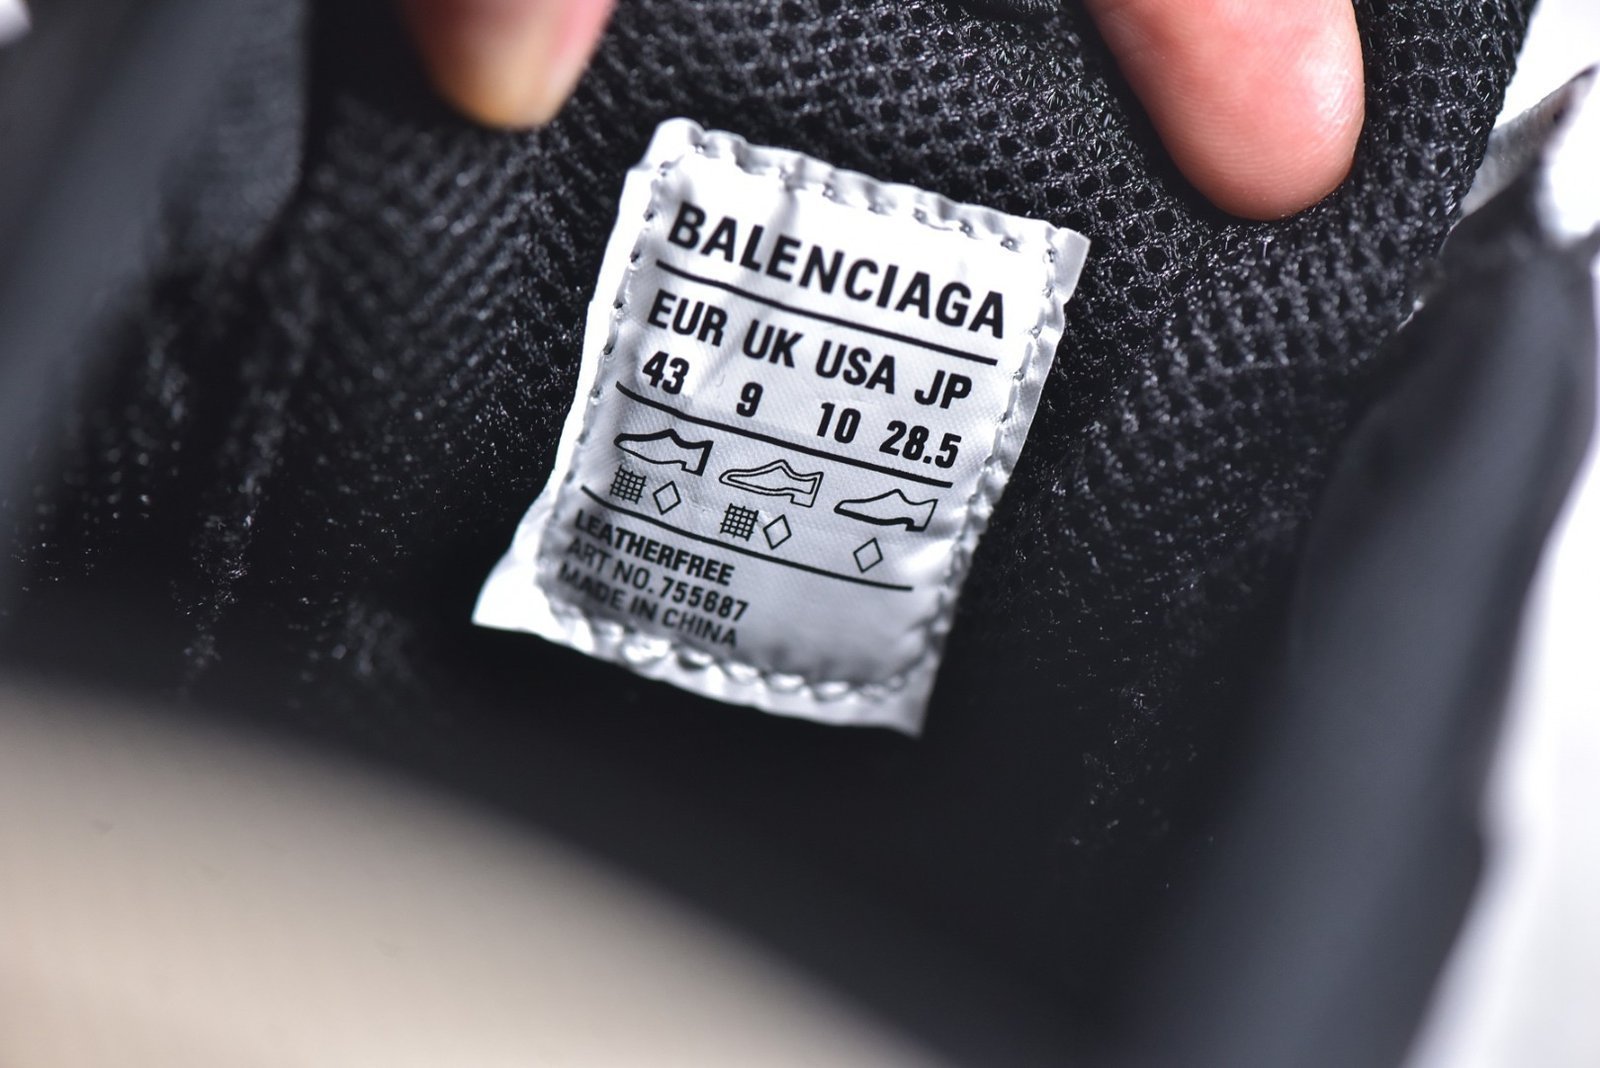 BALENCIAGA
EUR UK USA JP
43 9 10 28.5
LEATHERFREE
ART NO. 755687
MADE IN CHINA